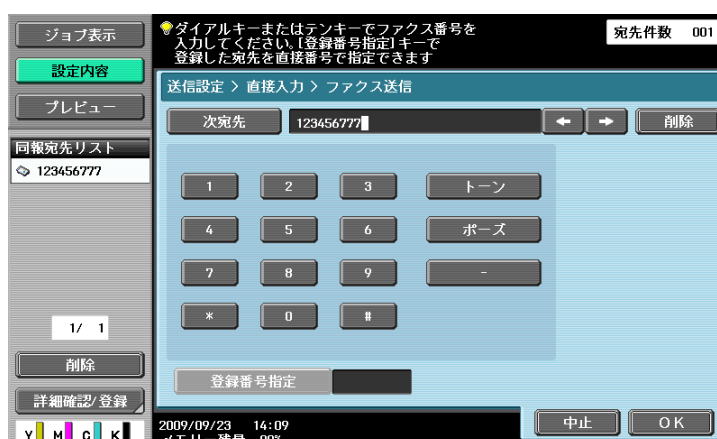 ジョブ表示
設定内容
プレビュー
同報宛先リスト
123456777
1/ 1
削除
詳細確認/登録
Y M C K
ダイアルキーまたはテンキーでファクス番号を
入力してください。[登録番号指定]キーで
登録した宛先を直接番号で指定できます
宛先件数 001
送信設定 > 直接入力 > ファクス送信
次宛先 123456777 ← → 削除
1 2 3 トーン
4 5 6 ポーズ
7 8 9 -
* 0 #
登録番号指定
2009/09/23 14:09
メモリー残量 99%
中止 OK